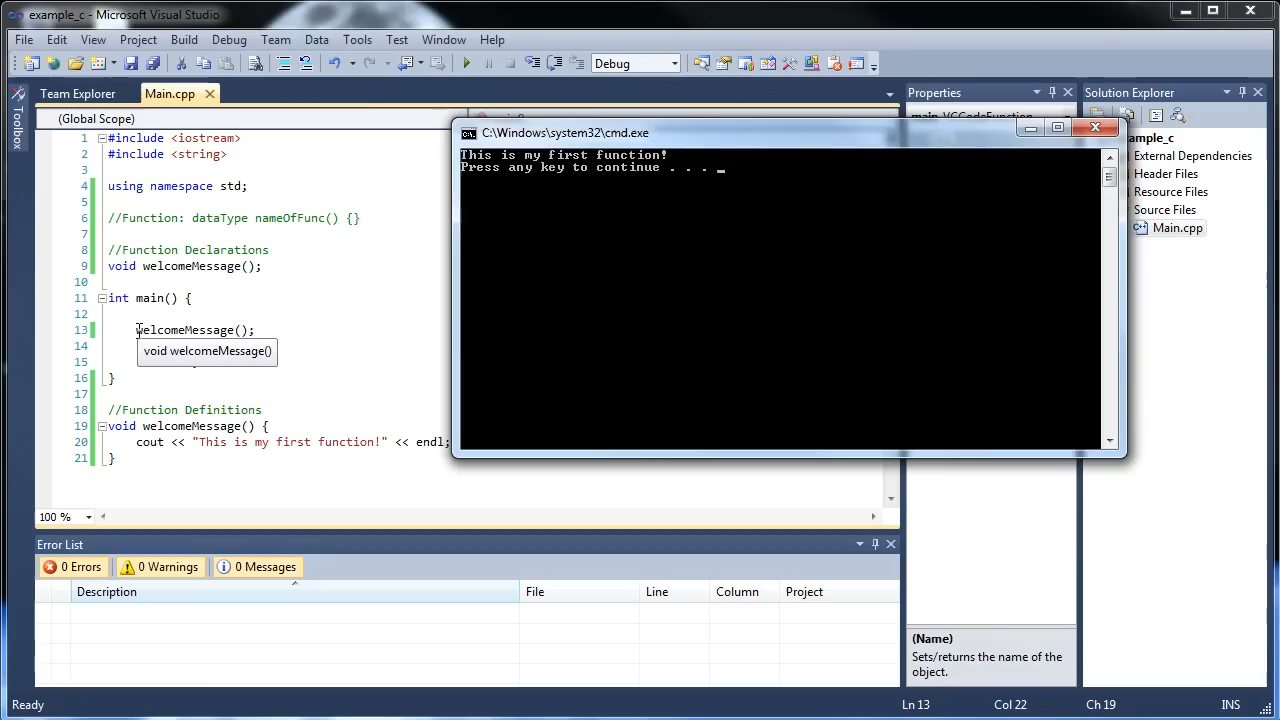 example_c - Microsoft Visual Studio
File Edit View Project Build Debug Team Data Tools Test Window Help
Debug
Team Explorer Main.cpp
(Global Scope)
1 #include <iostream>
2 #include <string>
3
4 using namespace std;
5
6 //Function: dataType nameOfFunc() {}
7
8 //Function Declarations
9 void welcomeMessage();
10
11 int main() {
12
13 welcomeMessage();
14
void welcomeMessage()
15
16 }
17
18 //Function Definitions
19 void welcomeMessage() {
20 cout << "This is my first function!" << endl;
21 }
100 %
Toolbox
C:\Windows\system32\cmd.exe
This is my first function!
Press any key to continue . . . _
Properties
main VCCodeFunction
(Name)
Sets/returns the name of the
object.
Solution Explorer
example_c
External Dependencies
Header Files
Resource Files
Source Files
Main.cpp
Error List
0 Errors 0 Warnings 0 Messages
Description File Line Column Project
Ready Ln 13 Col 22 Ch 19 INS